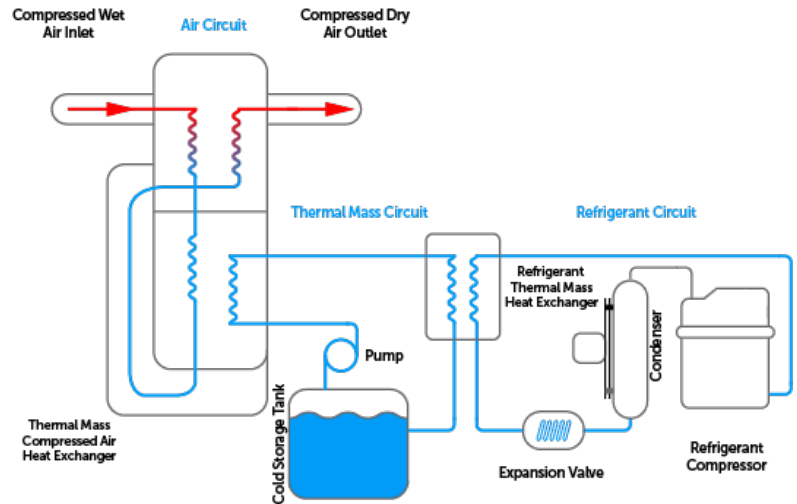 Compressed Wet
Air Inlet
Air Circuit
Compressed Dry
Air Outlet
Thermal Mass Circuit
Refrigerant Circuit
Refrigerant
Thermal Mass
Heat Exchanger
Condenser
Pump
Cold Storage Tank
Thermal Mass
Compressed Air
Heat Exchanger
Expansion Valve
Refrigerant
Compressor